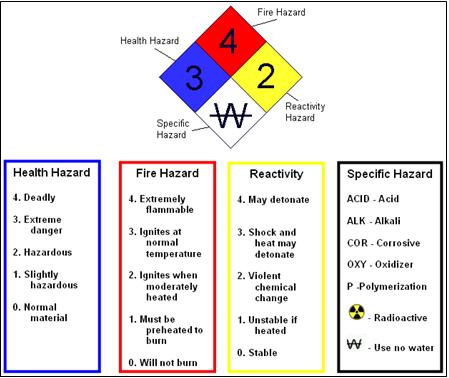 Fire Hazard
Health Hazard
4
3
2
W
Reactivity
Hazard
Specific
Hazard
Health Hazard
4. Deadly
3. Extreme
danger
2. Hazardous
1. Slightly
hazardous
0. Normal
material
Fire Hazard
4. Extremely
flammable
3. Ignites at
normal
temperature
2. Ignites when
moderately
heated
1. Must be
preheated to
burn
0. Will not burn
Reactivity
4. May detonate
3. Shock and
heat may
detonate
2. Violent
chemical
change
1. Unstable if
heated
0. Stable
Specific Hazard
ACID - Acid
ALK - Alkali
COR - Corrosive
OXY - Oxidizer
P -Polymerization
- Radioactive
W - Use no water